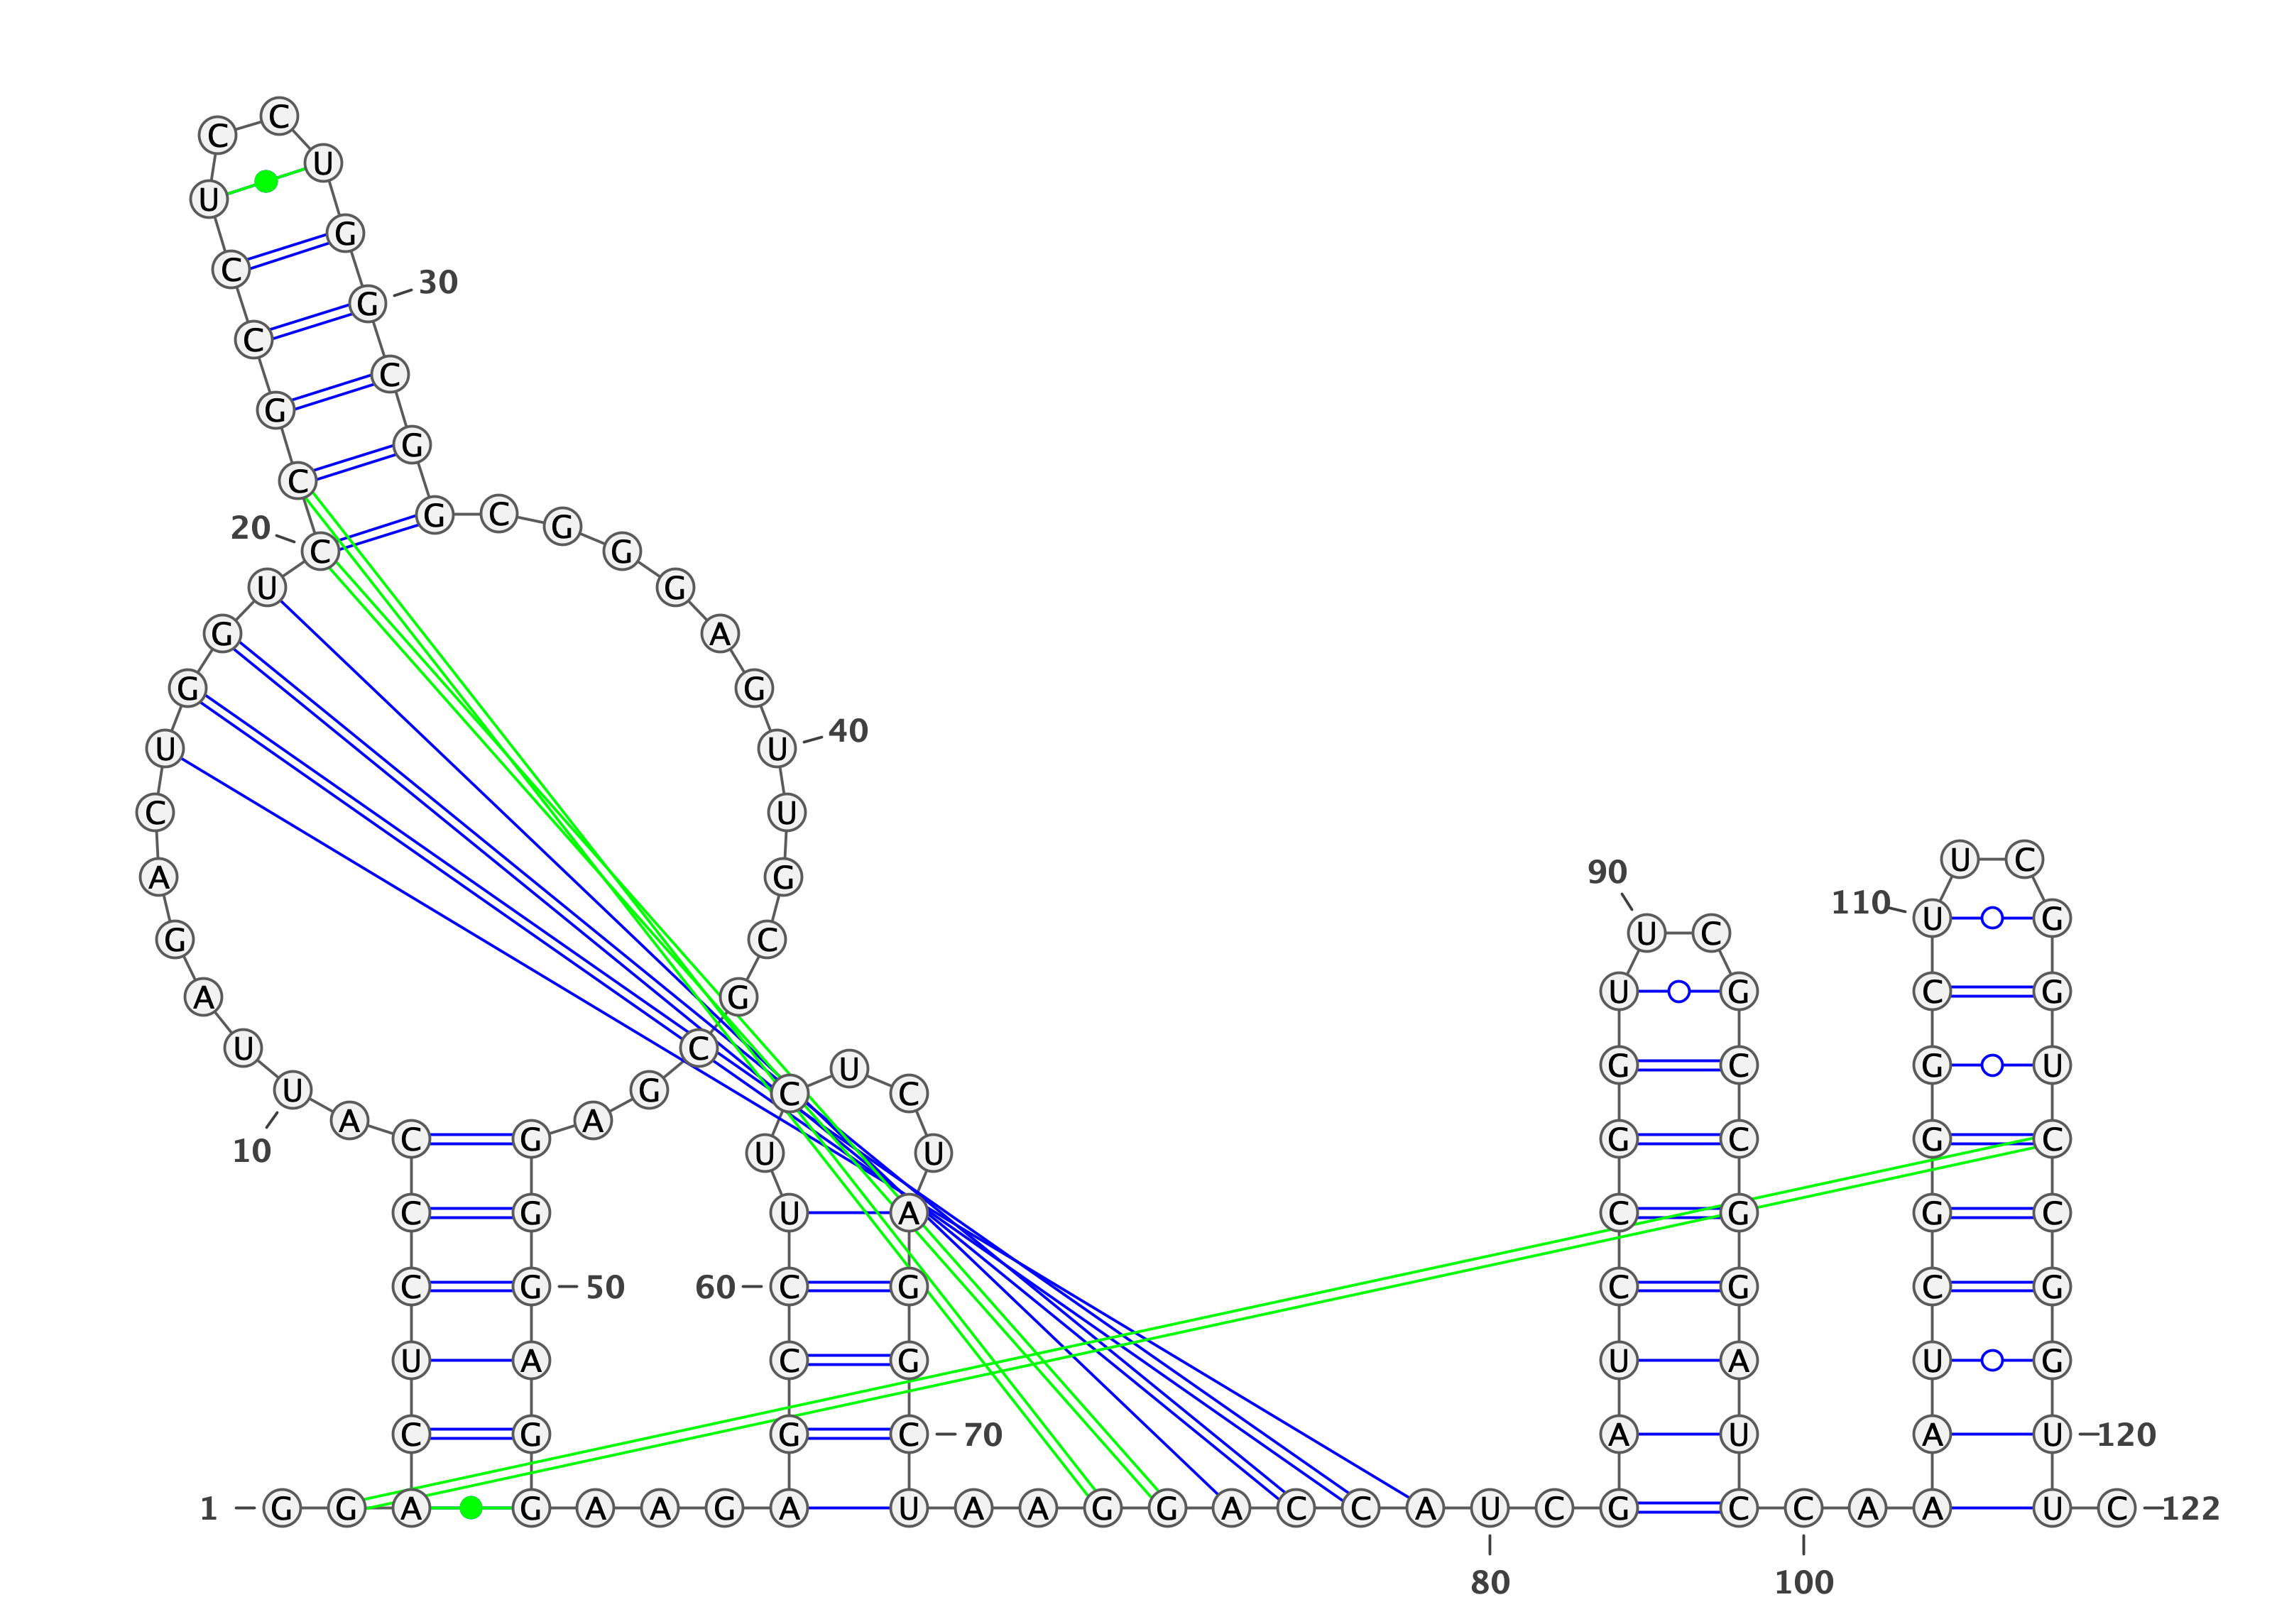 C C
U
U
G
C G 30
C
C
G
G
C
G C G
20 C G
U G
G A
G G
U U 40
C U
A G U C
90
G C U C 110 U G
A G U G C G
U C U
U C C G C G U
10 A C G A G U U G C G C
C G U A C G G C
C G 50 60 C G C G C G
U A C G U A U G
C G G C 70 A U A U 120
1 G G A G A A G A U A A G G A C C A U C G C C A A U C 122
80 100